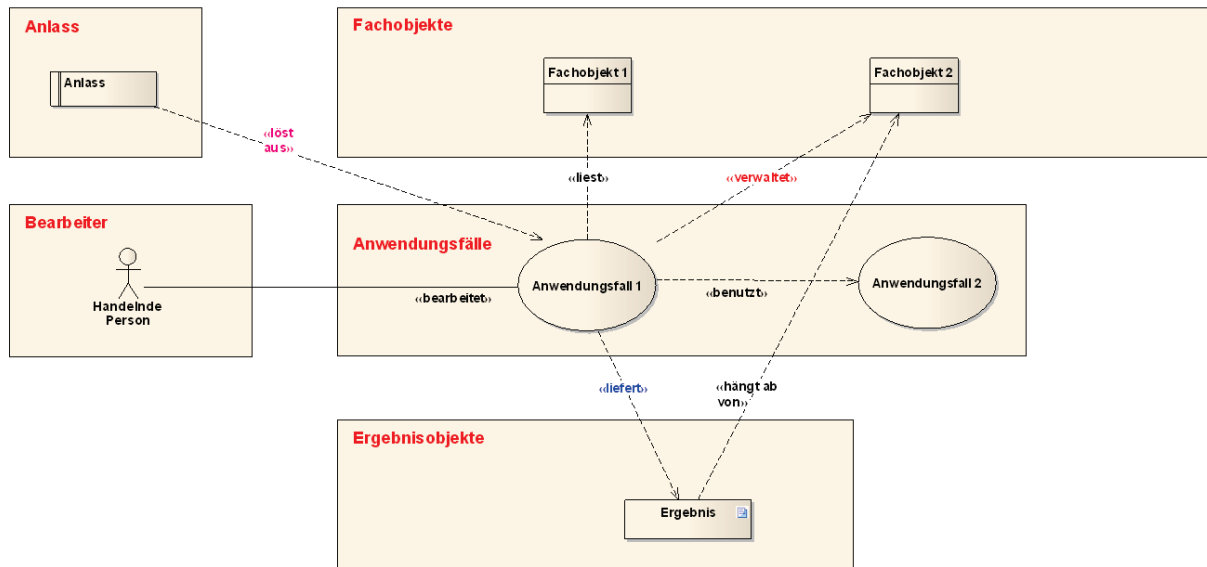 Anlass
Anlass
Fachobjekte
Fachobjekt 1
Fachobjekt 2
«löst
aus»
«liest»
«verwaltet»
Bearbeiter
Handelnde
Person
Anwendungsfälle
«bearbeitet»
Anwendungsfall 1
«benutzt»
Anwendungsfall 2
«liefert»
«hängt ab
von»
Ergebnisobjekte
Ergebnis